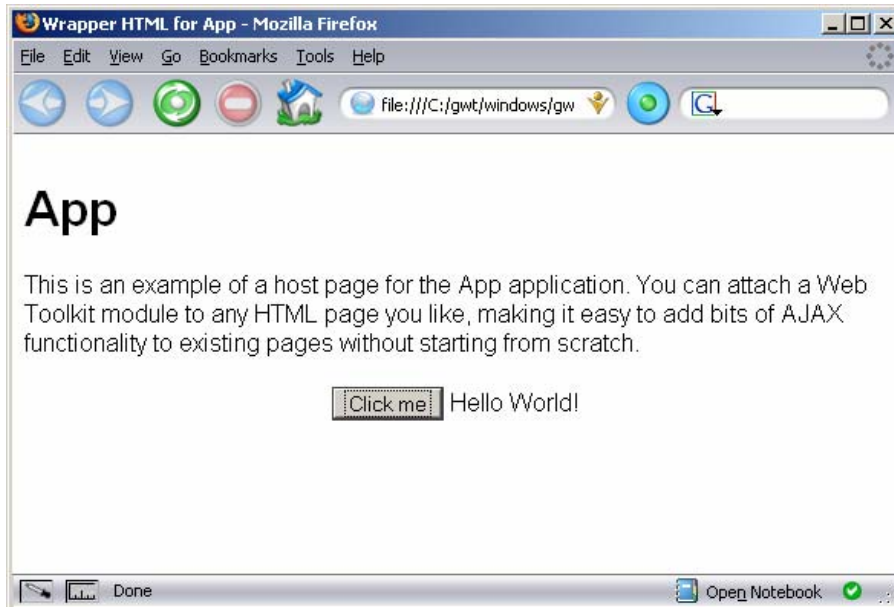 Wrapper HTML for App - Mozilla Firefox
File Edit View Go Bookmarks Tools Help
file:///C:/gwt/windows/gw G
App
This is an example of a host page for the App application. You can attach a Web
Toolkit module to any HTML page you like, making it easy to add bits of AJAX
functionality to existing pages without starting from scratch.
Click me Hello World!
Done Open Notebook